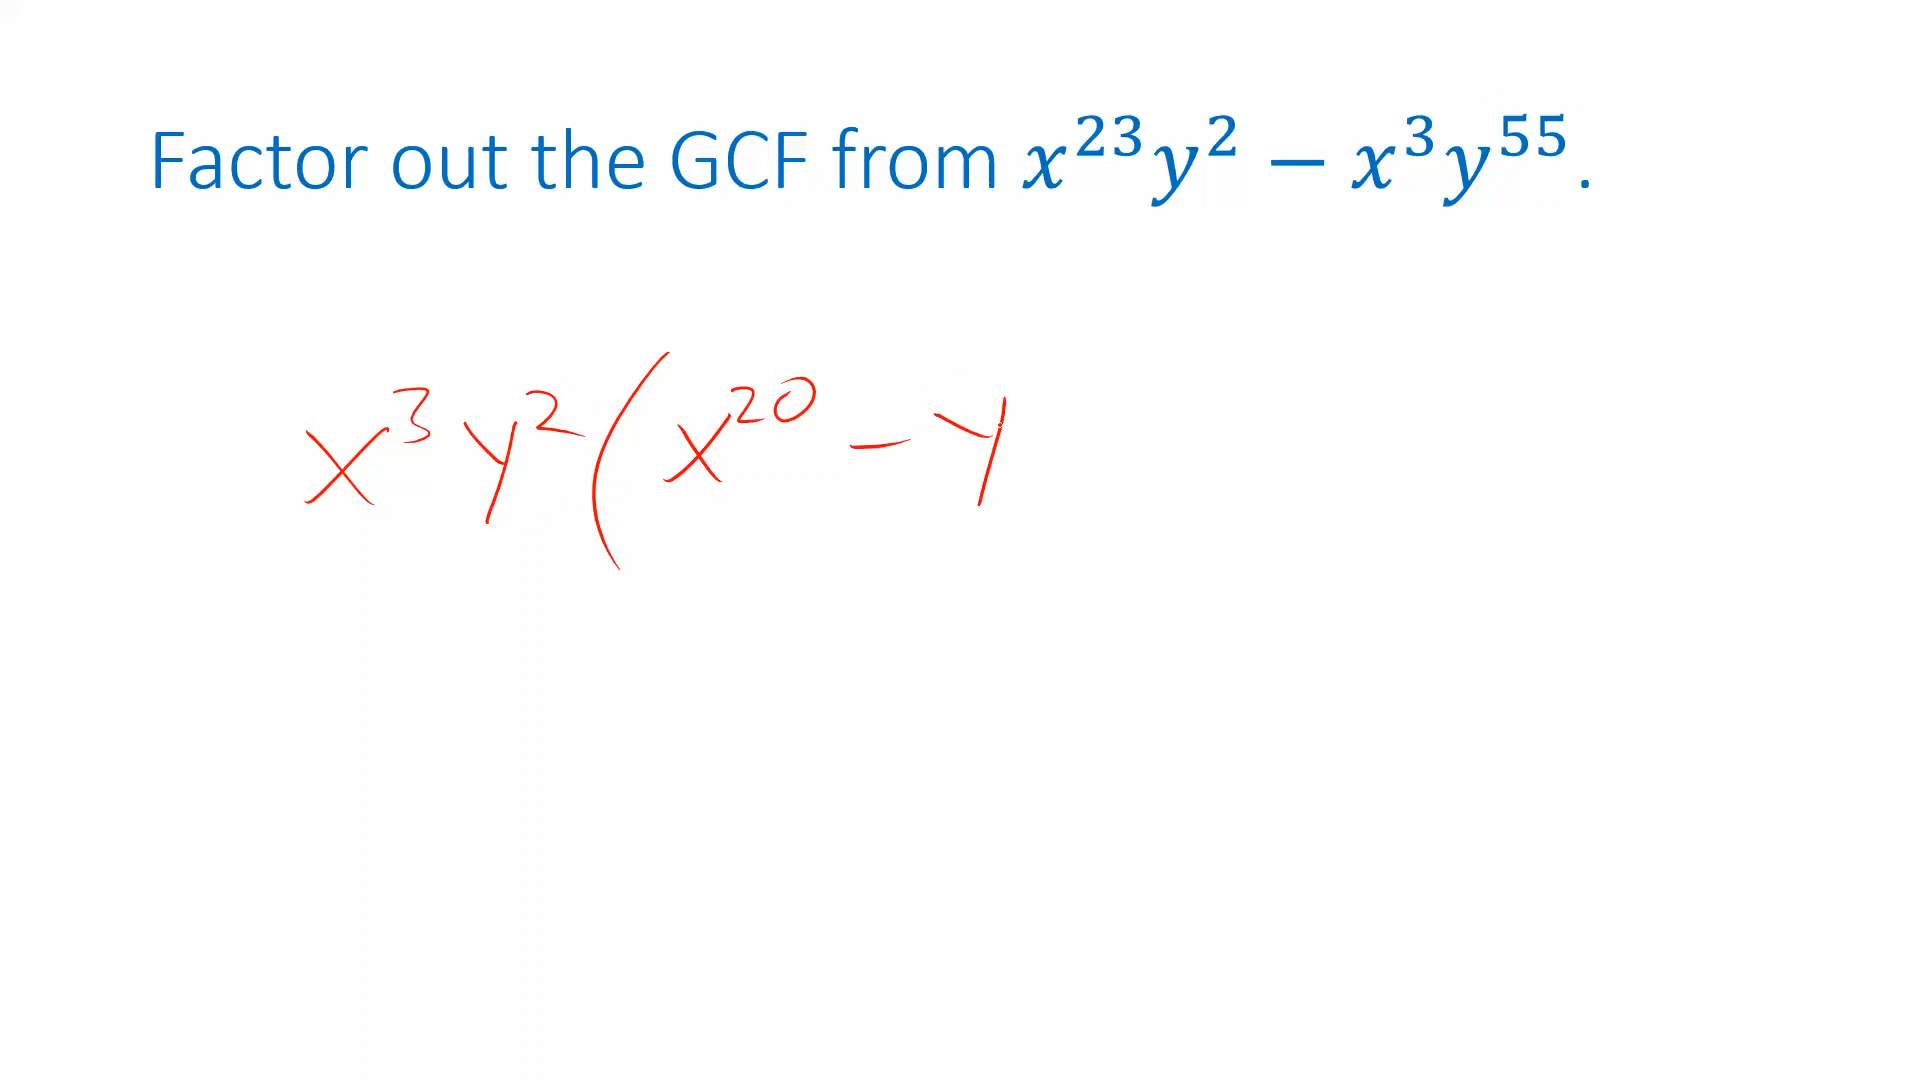 Factor out the GCF from x²³y² − x³y⁵⁵.
x³y²(x²⁰ − y